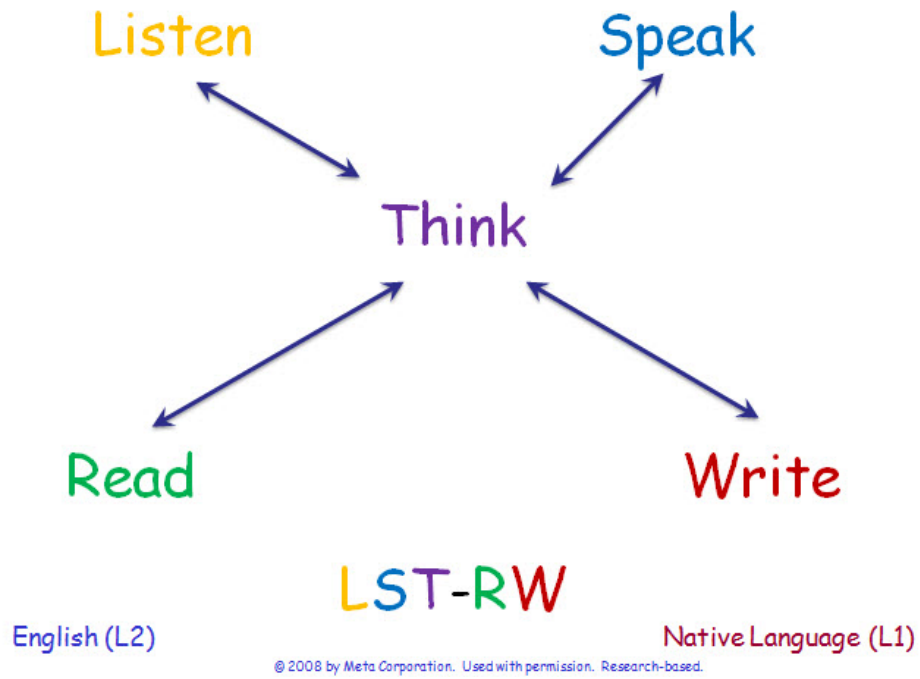 Listen Speak
Think
Read Write
LST-RW
English (L2) Native Language (L1)
© 2008 by Meta Corporation. Used with permission. Research-based.